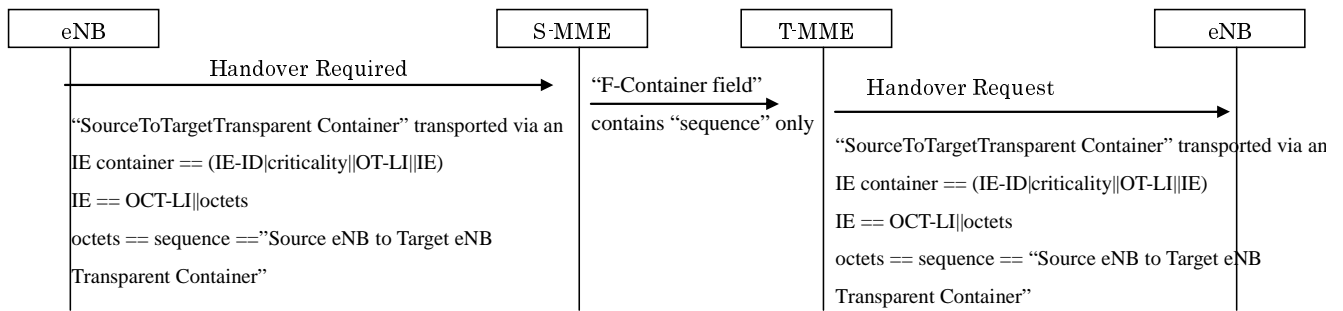 eNB
S-MME
T-MME
eNB
Handover Required
“SourceToTargetTransparent Container” transported via an
IE container == (IE-ID|criticality||OT-LI||IE)
IE == OCT-LI||octets
octets == sequence ==”Source eNB to Target eNB
Transparent Container”
“F-Container field”
contains “sequence” only
Handover Request
“SourceToTargetTransparent Container” transported via an
IE container == (IE-ID|criticality||OT-LI||IE)
IE == OCT-LI||octets
octets == sequence == “Source eNB to Target eNB
Transparent Container”